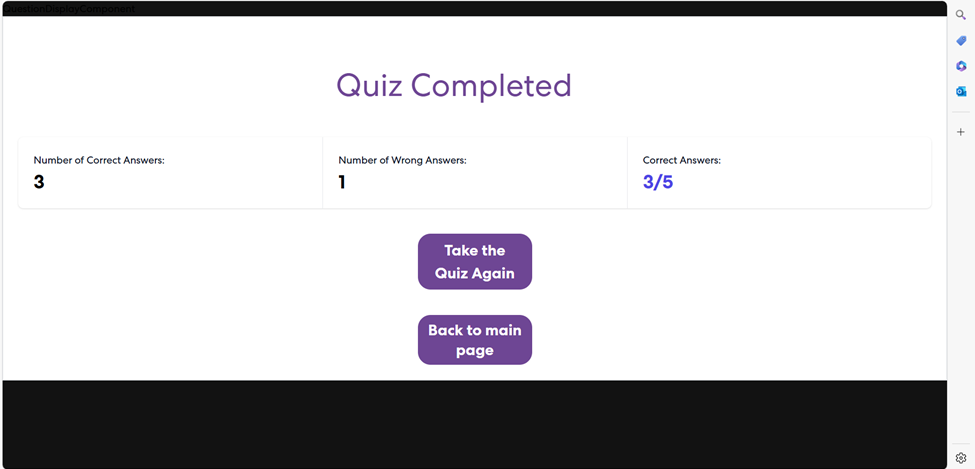 QuestionDisplayComponent
Quiz Completed
Number of Correct Answers:
3
Number of Wrong Answers:
1
Correct Answers:
3/5
Take the
Quiz Again
Back to main
page